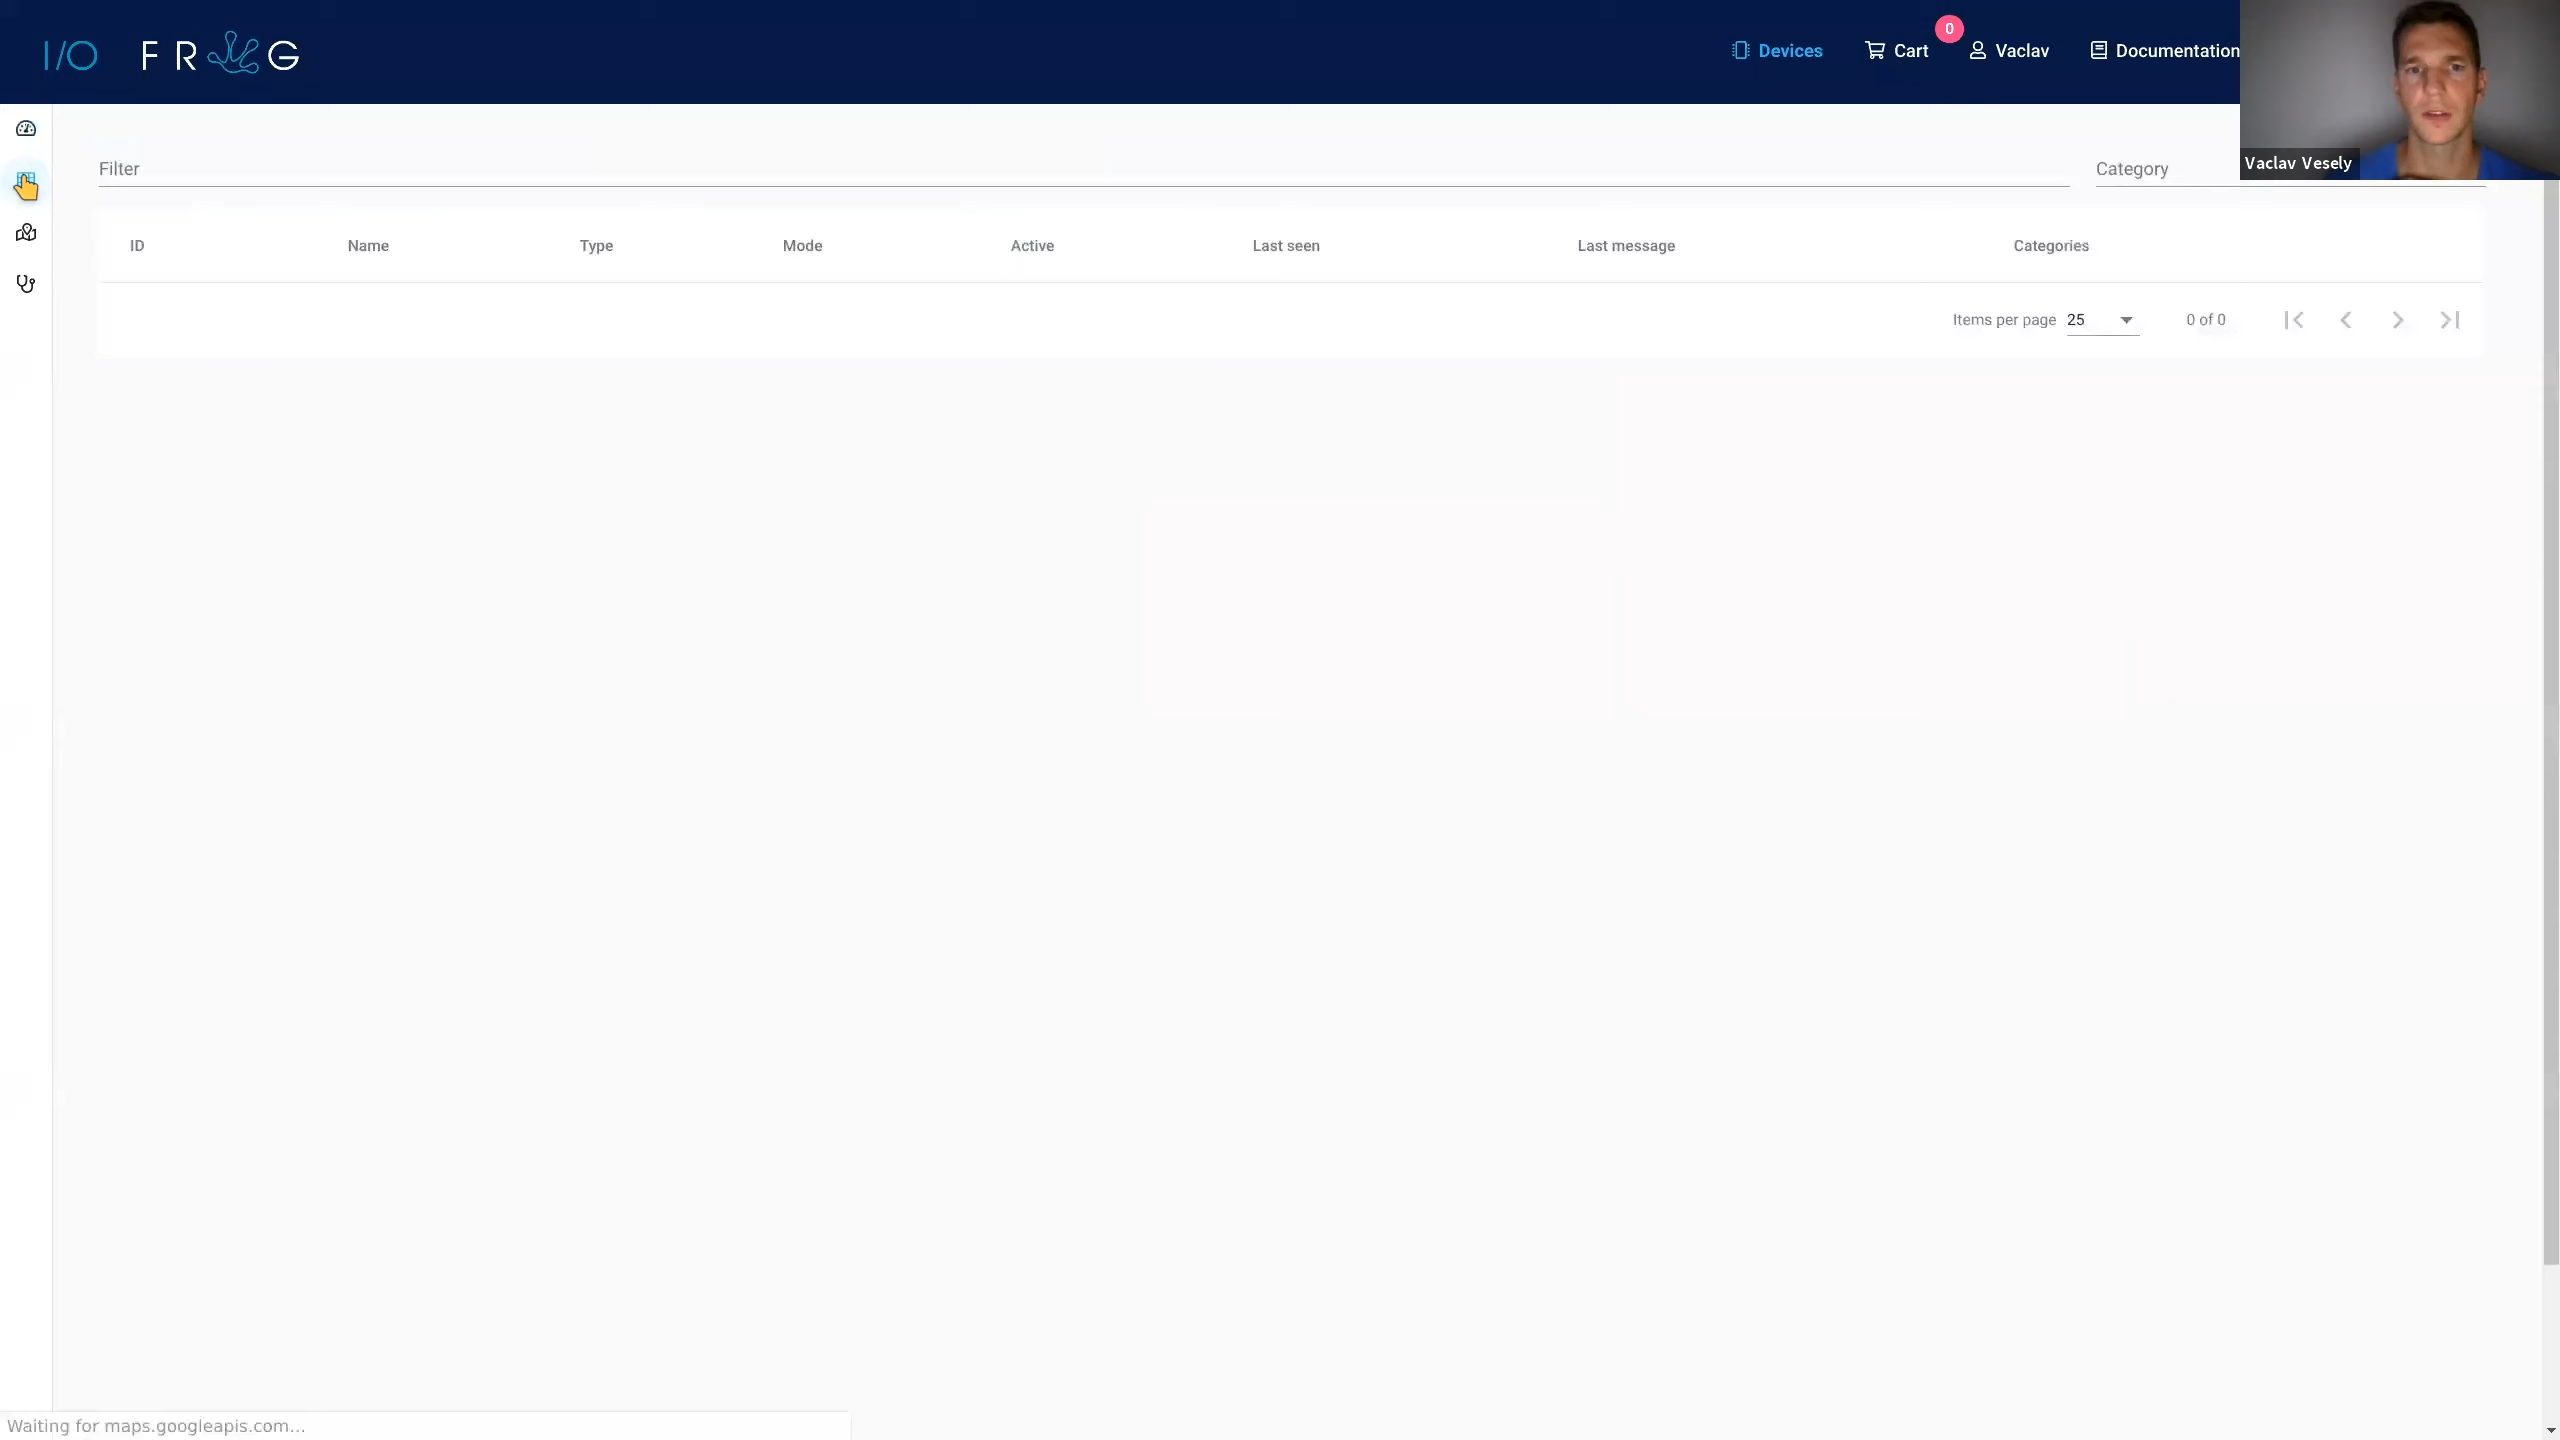 I/O FROG
Devices
Cart
0
Vaclav
Documentation
Vaclav Vesely
Filter
Category
ID
Name
Type
Mode
Active
Last seen
Last message
Categories
Items per page 25
0 of 0
Waiting for maps.googleapis.com...